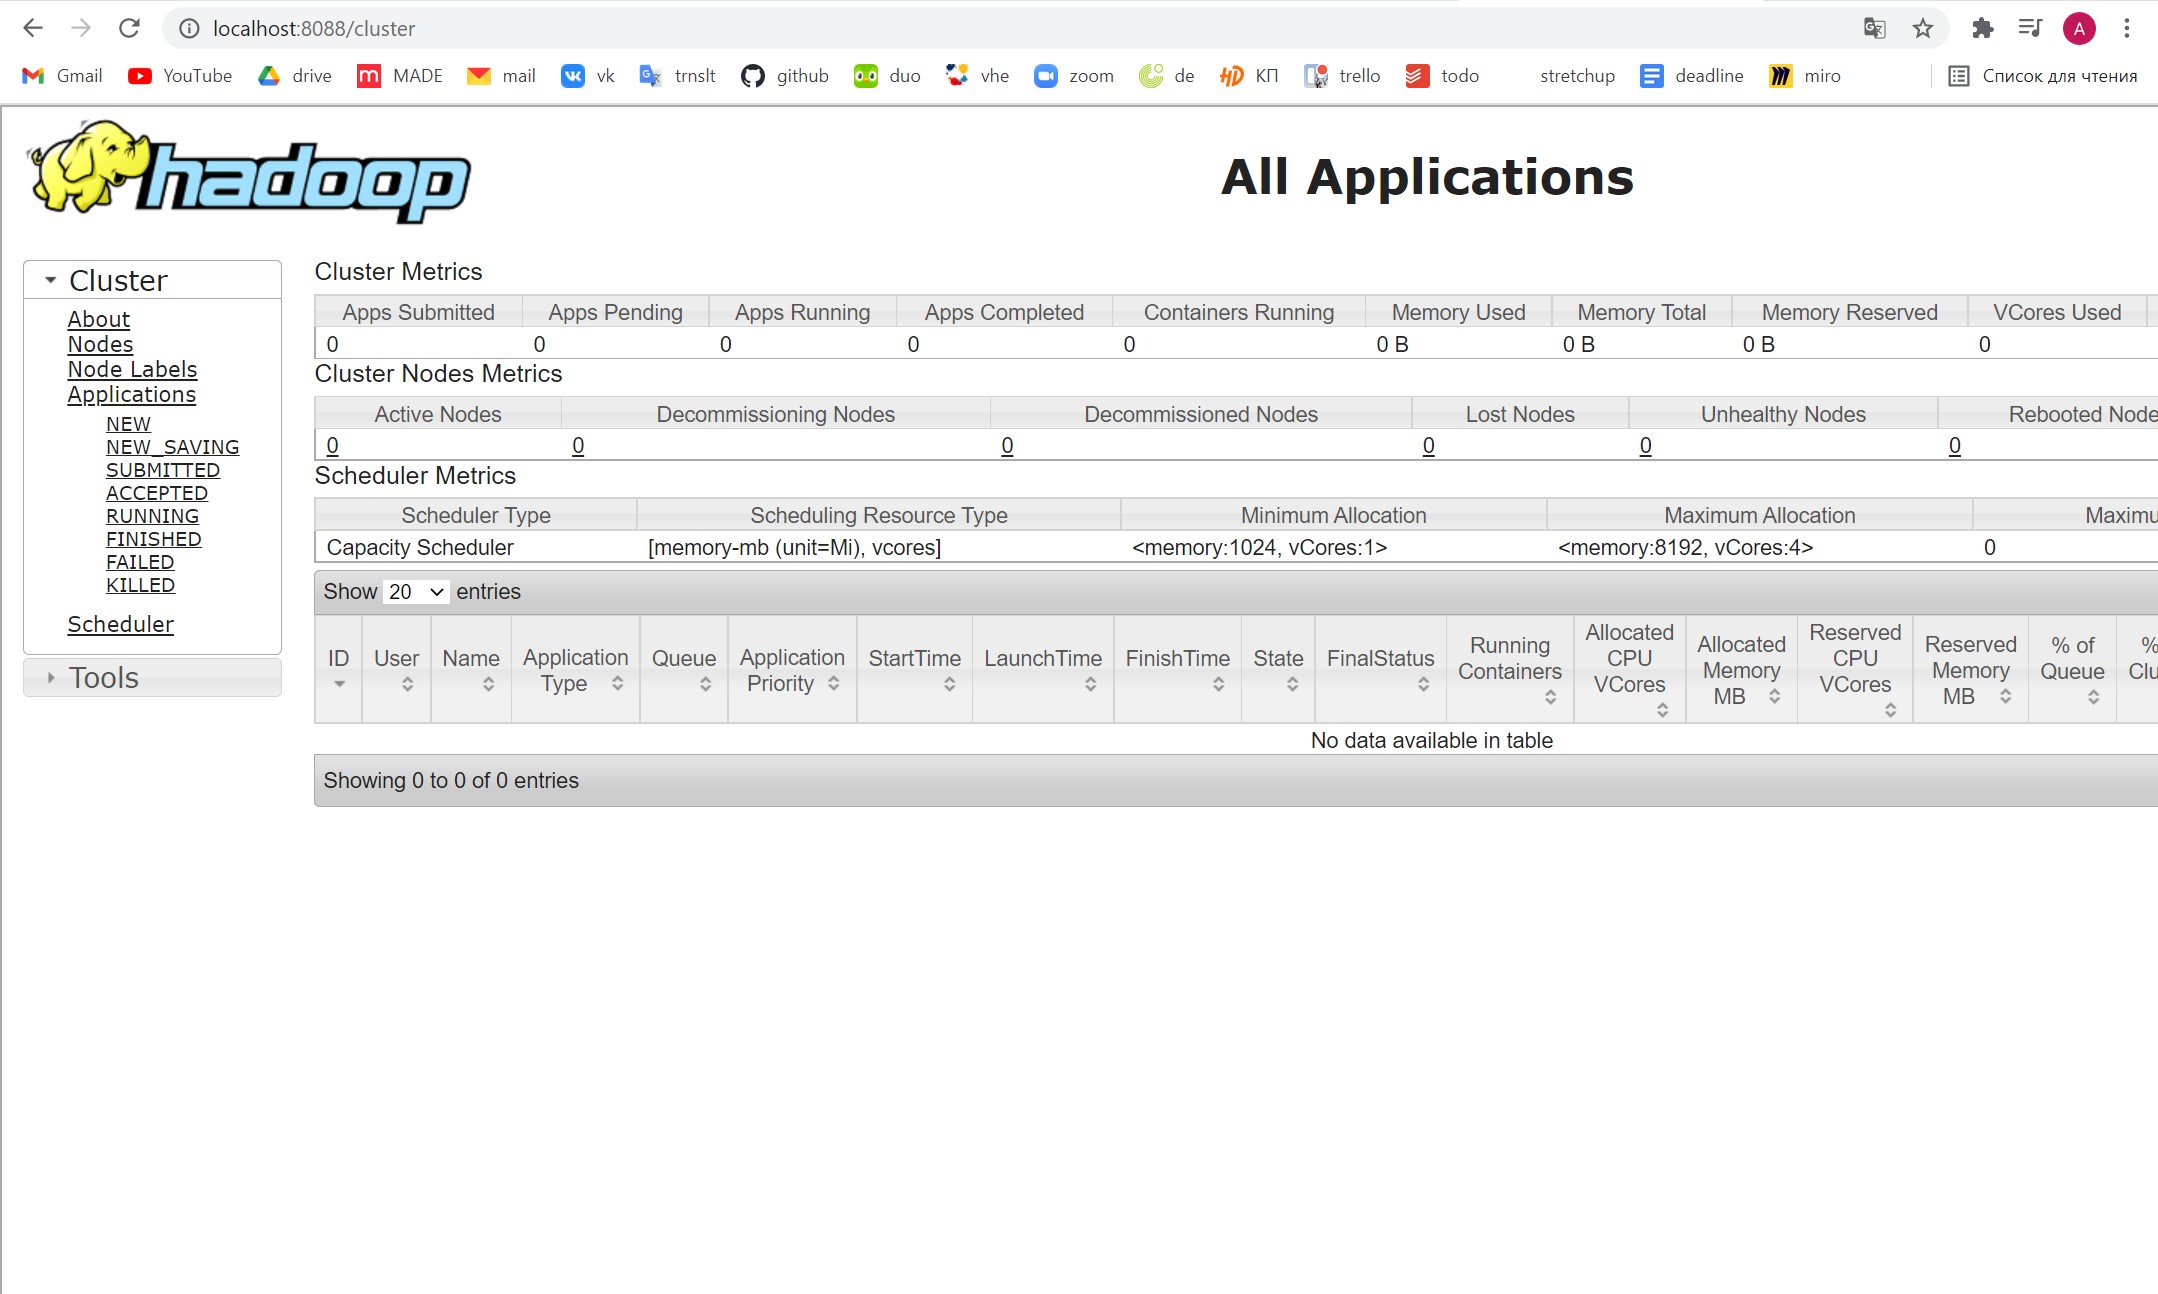 localhost:8088/cluster
A
Gmail YouTube drive MADE mail vk trnslt github duo vhe zoom de КП trello todo stretchup deadline miro Список для чтения
hadoop
All Applications
Cluster
About
Nodes
Node Labels
Applications
NEW
NEW_SAVING
SUBMITTED
ACCEPTED
RUNNING
FINISHED
FAILED
KILLED
Scheduler
Tools
Cluster Metrics
Apps Submitted Apps Pending Apps Running Apps Completed Containers Running Memory Used Memory Total Memory Reserved VCores Used
0 0 0 0 0 0 B 0 B 0 B 0
Cluster Nodes Metrics
Active Nodes Decommissioning Nodes Decommissioned Nodes Lost Nodes Unhealthy Nodes Rebooted Node
0 0 0 0 0 0
Scheduler Metrics
Scheduler Type Scheduling Resource Type Minimum Allocation Maximum Allocation Maximu
Capacity Scheduler [memory-mb (unit=Mi), vcores] <memory:1024, vCores:1> <memory:8192, vCores:4> 0
Show 20 entries
ID User Name Application Type Queue Application Priority StartTime LaunchTime FinishTime State FinalStatus Running Containers Allocated CPU VCores Allocated Memory MB Reserved CPU VCores Reserved Memory MB % of Queue % Clu
No data available in table
Showing 0 to 0 of 0 entries